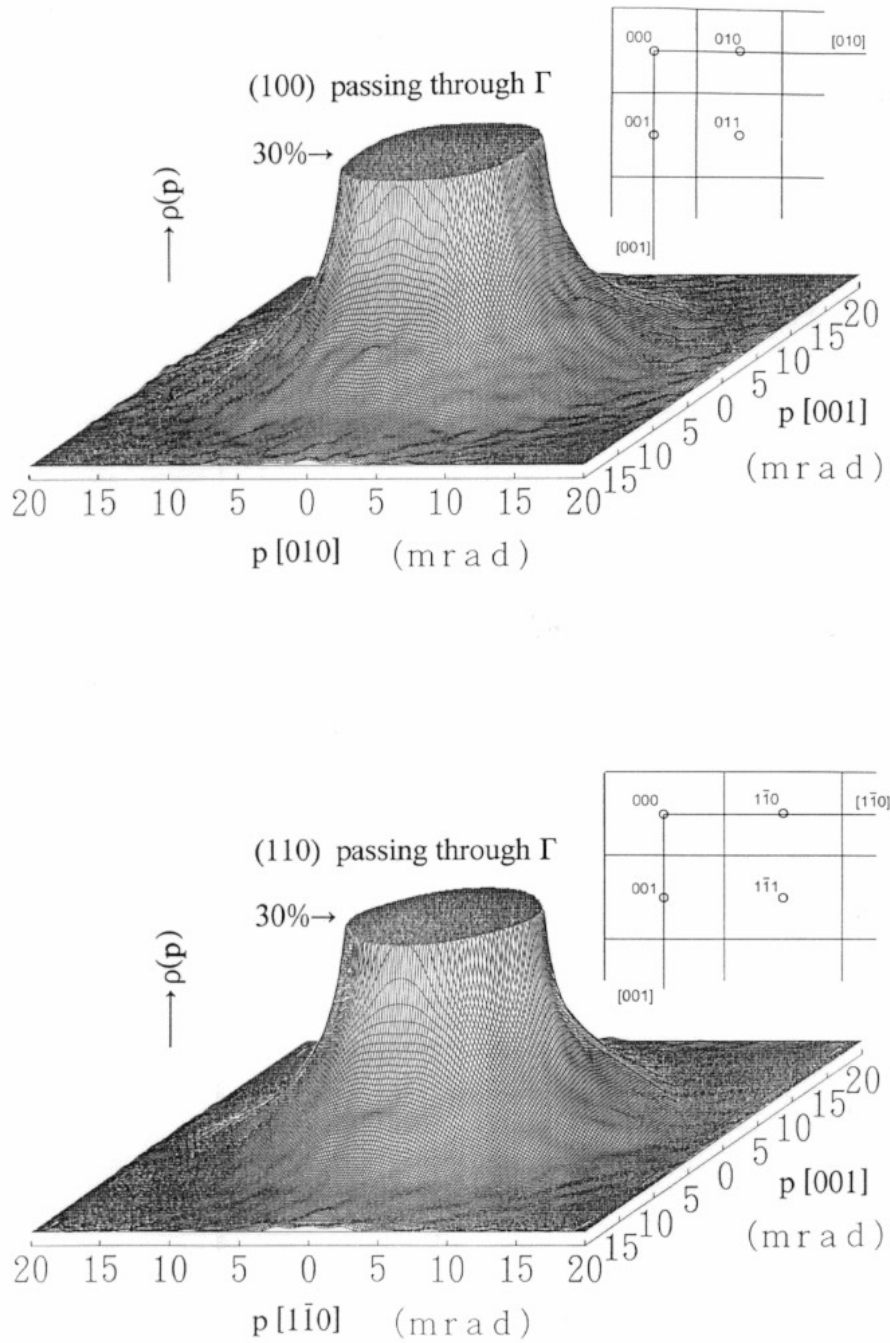 000 010 [010]
(100) passing through Γ
30%→
001 011
→ρ(p)
[001]
20
15
10
5
0
5
10
15
p [001]
(mrad)
20 15 10 5 0 5 10 15 20
p [010] (mrad)
000 11̄0 [11̄0]
(110) passing through Γ
30%→
001 11̄1
→ρ(p)
[001]
20
15
10
5
0
5
10
15
p [001]
(mrad)
20 15 10 5 0 5 10 15 20
p [11̄0] (mrad)